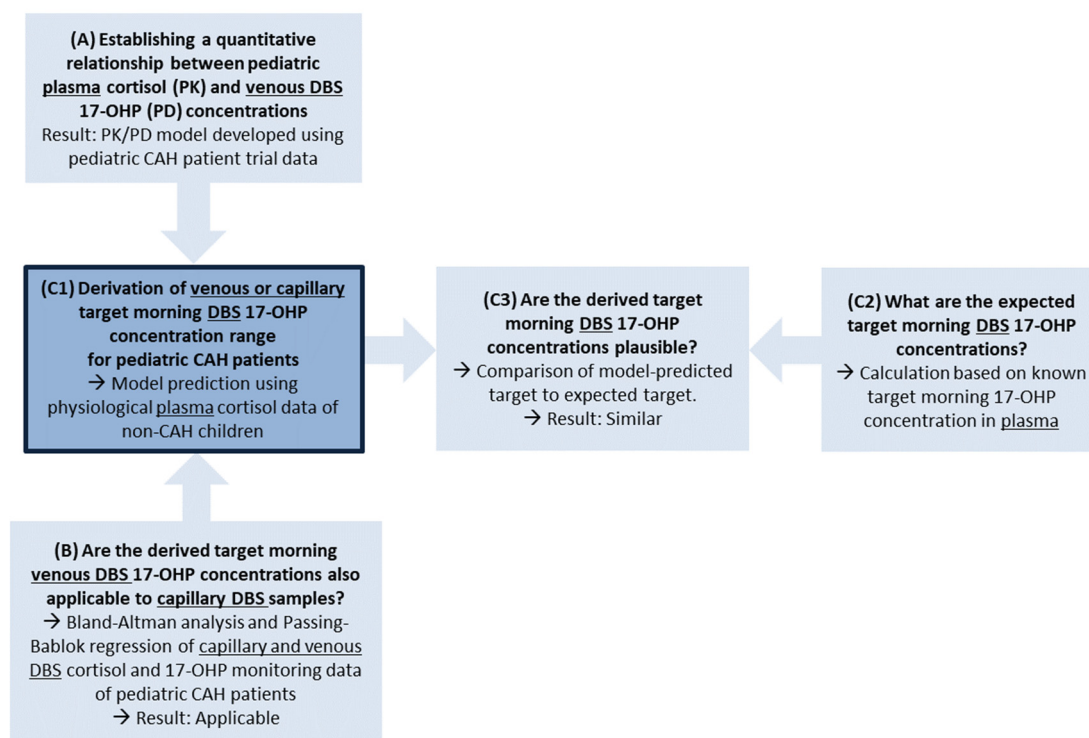 (A) Establishing a quantitative
relationship between pediatric
plasma cortisol (PK) and venous DBS
17-OHP (PD) concentrations
Result: PK/PD model developed using
pediatric CAH patient trial data
(C1) Derivation of venous or capillary
target morning DBS 17-OHP
concentration range
for pediatric CAH patients
→ Model prediction using
physiological plasma cortisol data of
non-CAH children
(C3) Are the derived target
morning DBS 17-OHP
concentrations plausible?
→ Comparison of model-predicted
target to expected target.
→ Result: Similar
(C2) What are the expected
target morning DBS 17-OHP
concentrations?
→ Calculation based on known
target morning 17-OHP
concentration in plasma
(B) Are the derived target morning
venous DBS 17-OHP concentrations also
applicable to capillary DBS samples?
→ Bland-Altman analysis and Passing-
Bablok regression of capillary and venous
DBS cortisol and 17-OHP monitoring data
of pediatric CAH patients
→ Result: Applicable